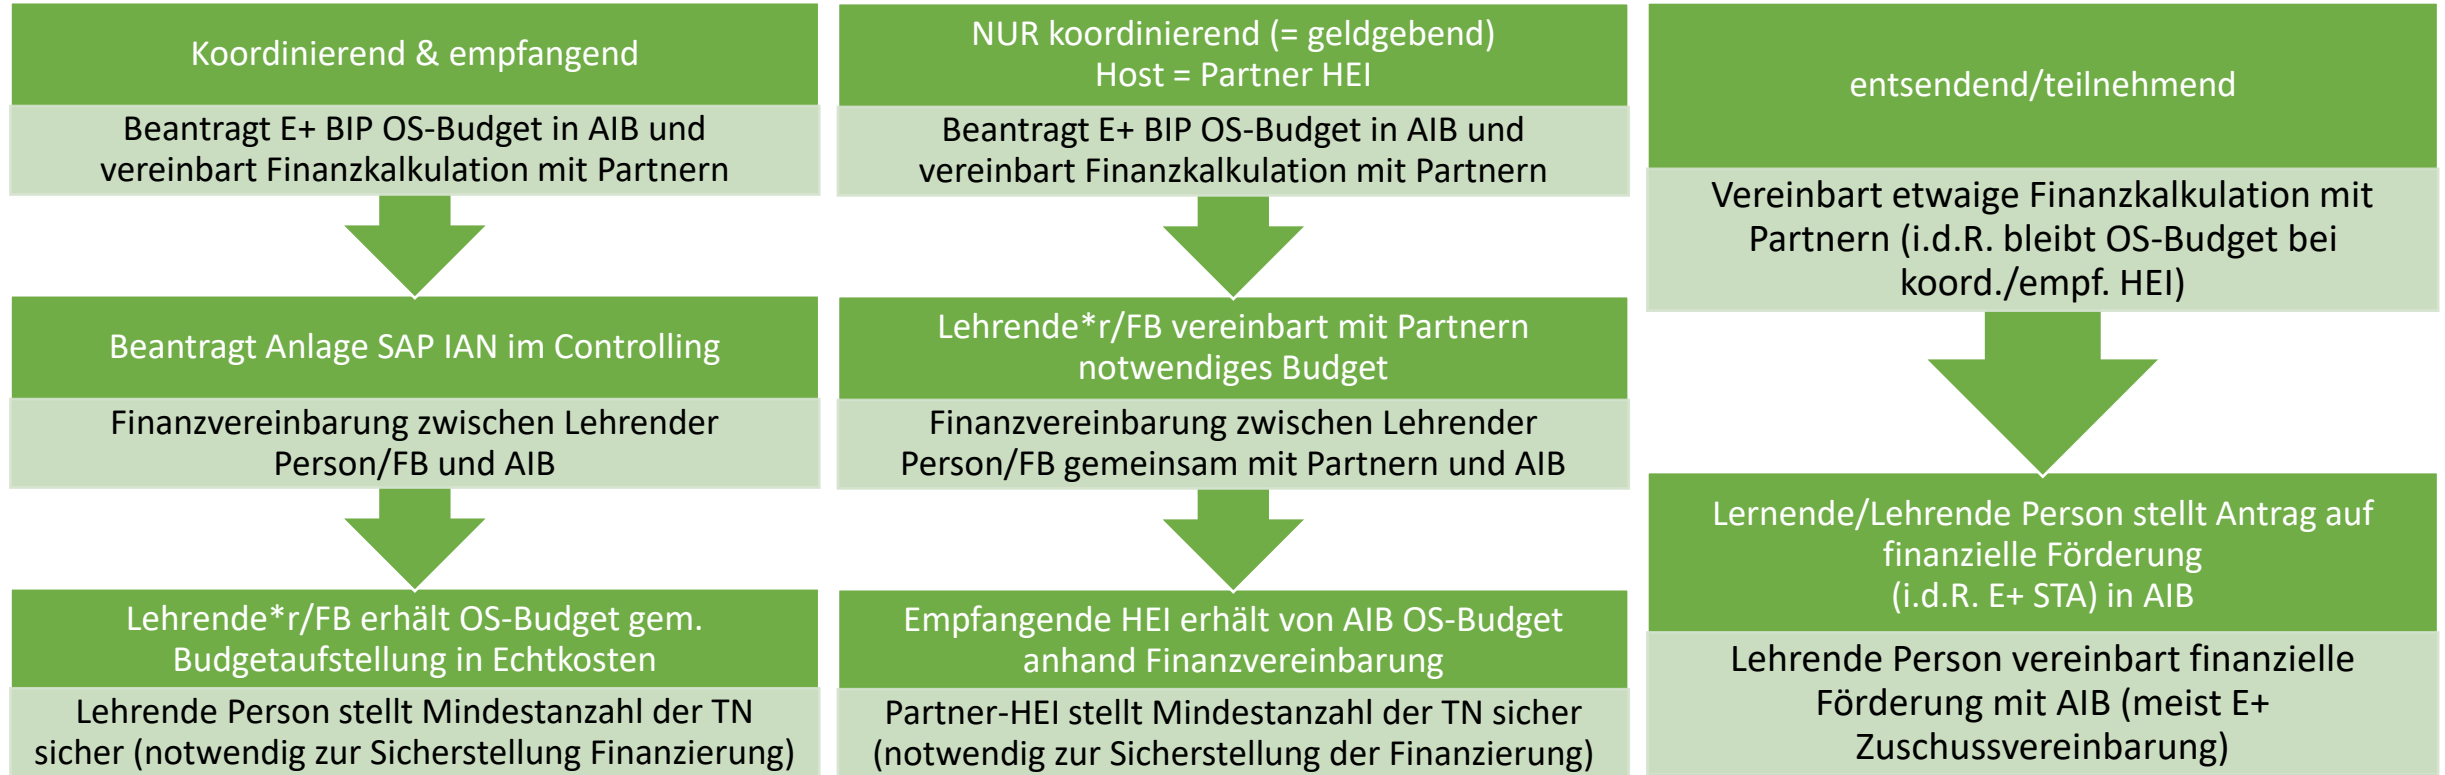 Koordinierend & empfangend
Beantragt E+ BIP OS-Budget in AIB und
vereinbart Finanzkalkulation mit Partnern
Beantragt Anlage SAP IAN im Controlling
Finanzvereinbarung zwischen Lehrender
Person/FB und AIB
Lehrende*r/FB erhält OS-Budget gem.
Budgetaufstellung in Echtkosten
Lehrende Person stellt Mindestanzahl der TN
sicher (notwendig zur Sicherstellung Finanzierung)
NUR koordinierend (= geldgebend)
Host = Partner HEI
Beantragt E+ BIP OS-Budget in AIB und
vereinbart Finanzkalkulation mit Partnern
Lehrende*r/FB vereinbart mit Partnern
notwendiges Budget
Finanzvereinbarung zwischen Lehrender
Person/FB gemeinsam mit Partnern und AIB
Empfangende HEI erhält von AIB OS-Budget
anhand Finanzvereinbarung
Partner-HEI stellt Mindestanzahl der TN sicher
(notwendig zur Sicherstellung der Finanzierung)
entsendend/teilnehmend
Vereinbart etwaige Finanzkalkulation mit
Partnern (i.d.R. bleibt OS-Budget bei
koord./empf. HEI)
Lernende/Lehrende Person stellt Antrag auf
finanzielle Förderung
(i.d.R. E+ STA) in AIB
Lehrende Person vereinbart finanzielle
Förderung mit AIB (meist E+
Zuschussvereinbarung)